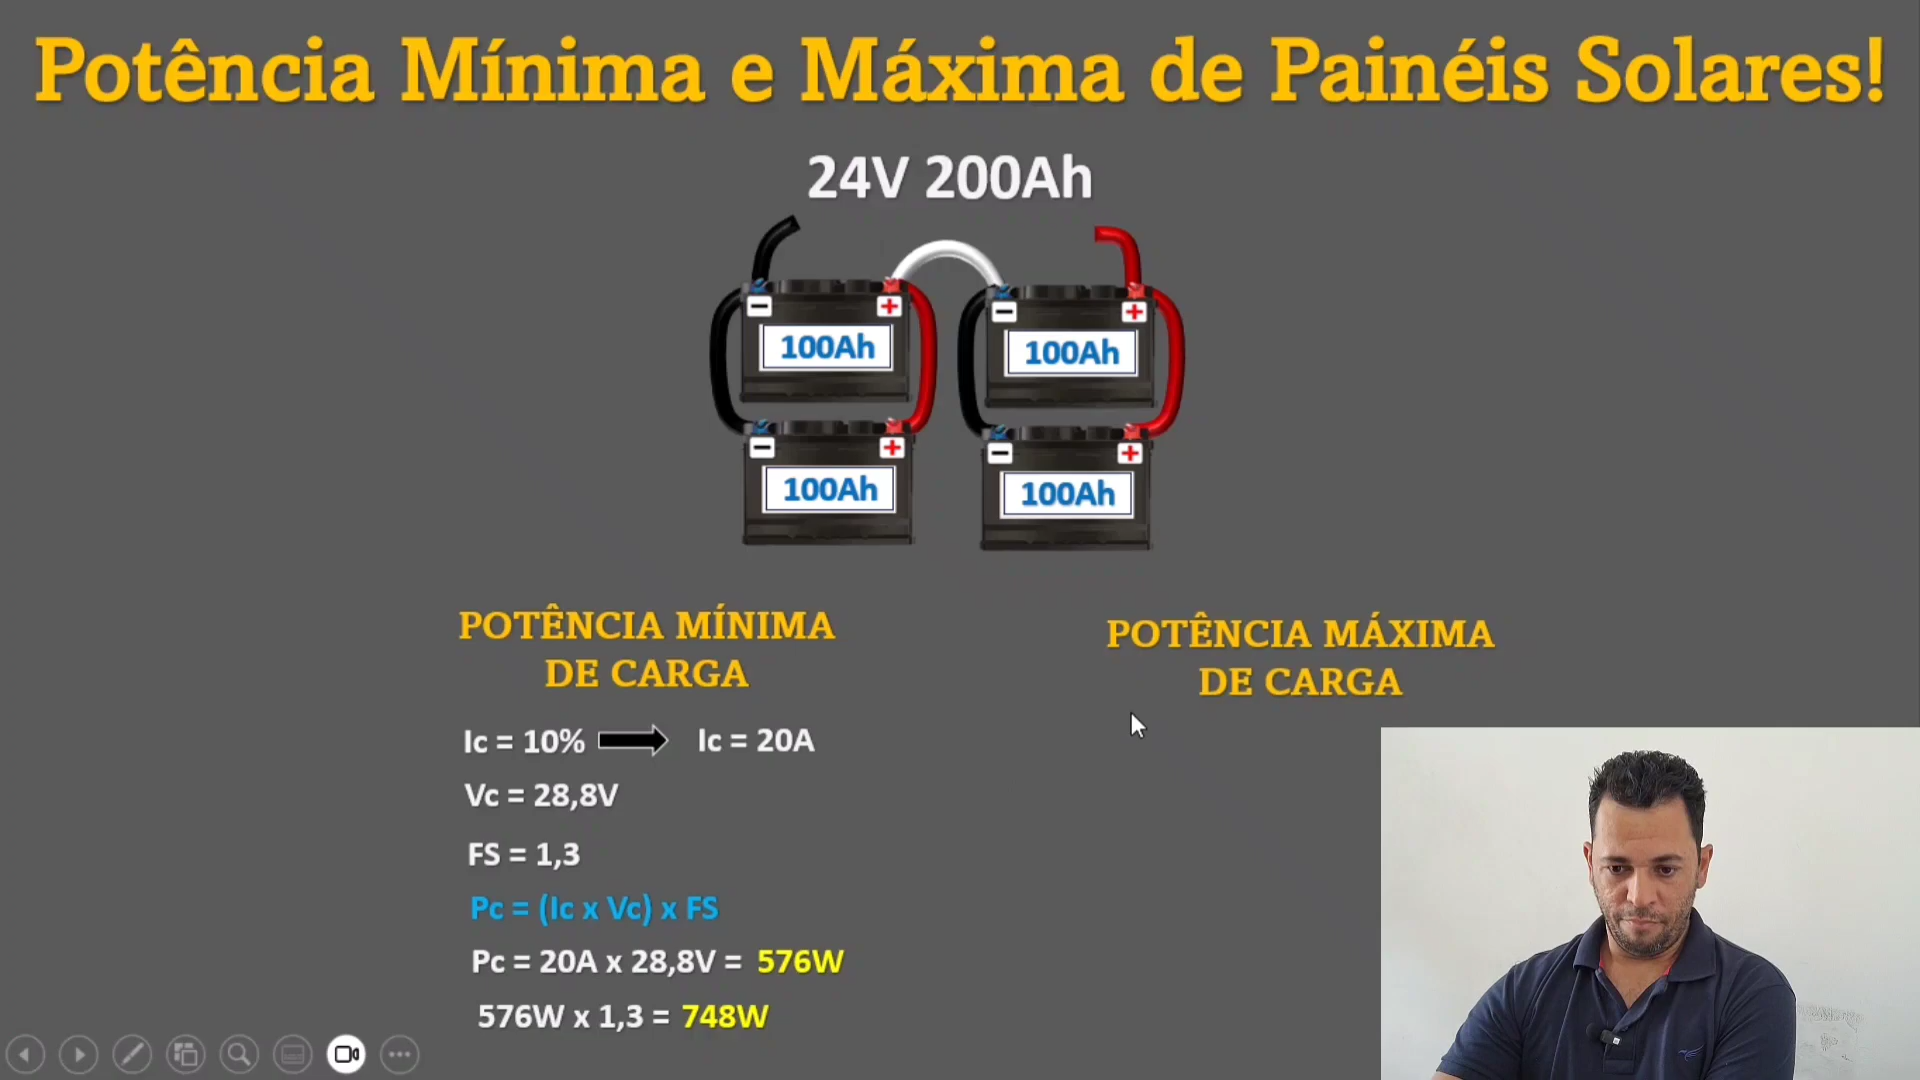 Potência Mínima e Máxima de Painéis Solares!
24V 200Ah
100Ah
100Ah
100Ah
100Ah
POTÊNCIA MÍNIMA
DE CARGA
Ic = 10% Ic = 20A
Vc = 28,8V
FS = 1,3
Pc = (Ic x Vc) x FS
Pc = 20A x 28,8V = 576W
576W x 1,3 = 748W
POTÊNCIA MÁXIMA
DE CARGA